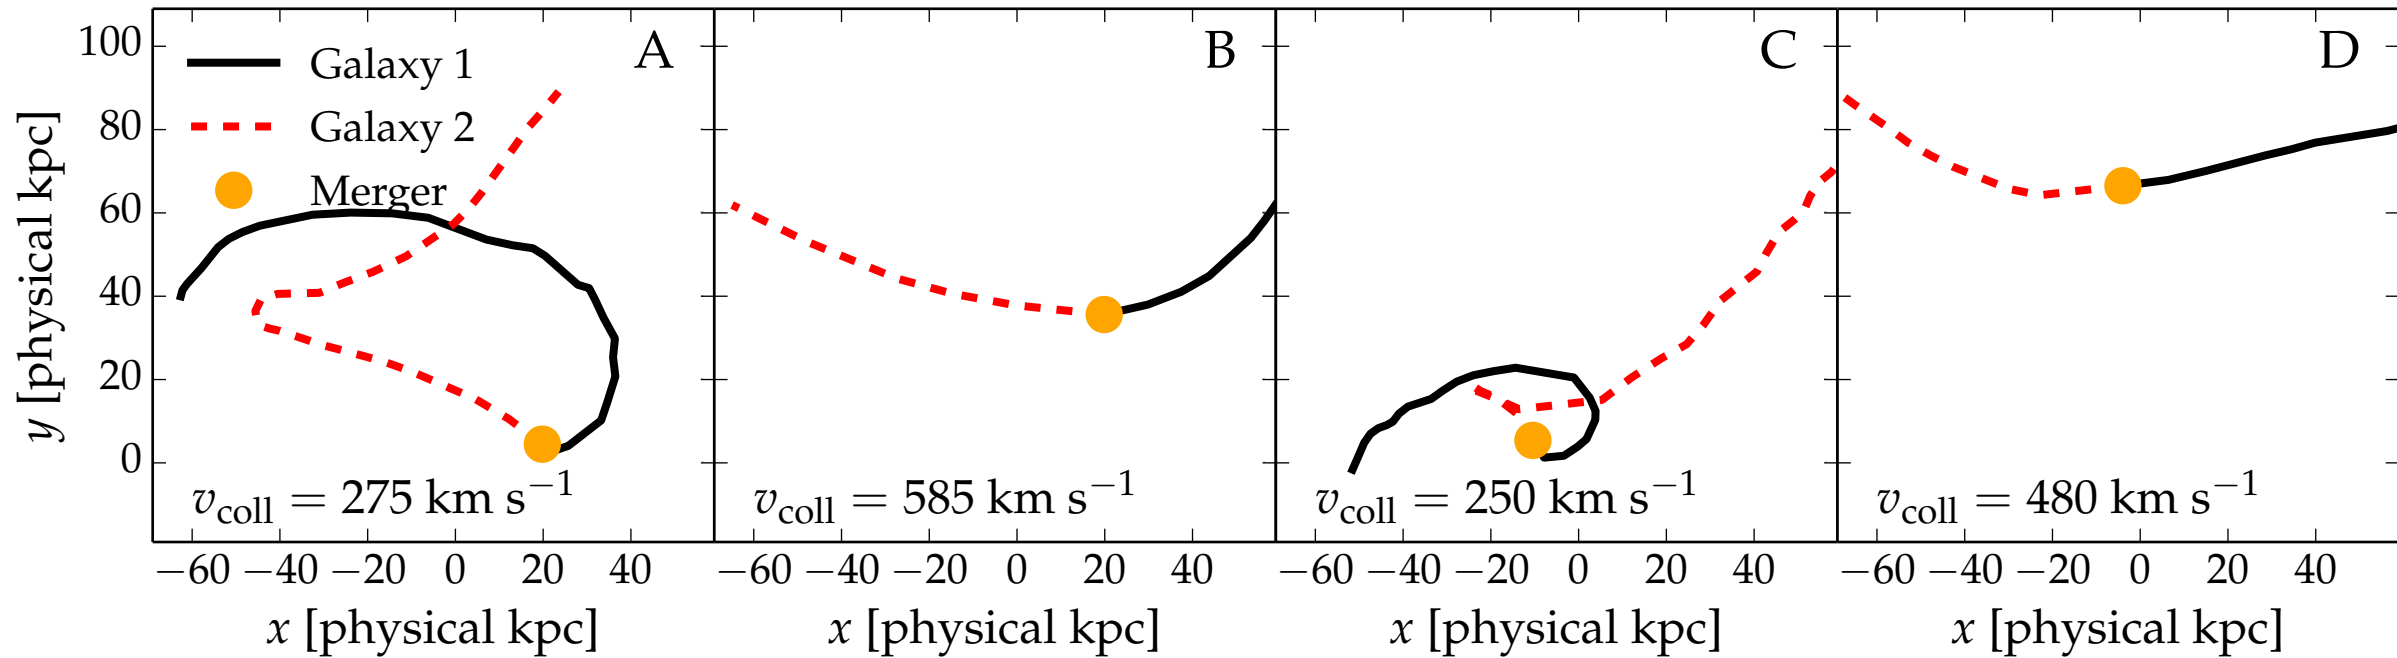 A
B
C
D
Galaxy 1
Galaxy 2
Merger
100
80
60
40
20
0
y [physical kpc]
v_coll = 275 km s⁻¹
v_coll = 585 km s⁻¹
v_coll = 250 km s⁻¹
v_coll = 480 km s⁻¹
−60 −40 −20 0 20 40
−60 −40 −20 0 20 40
−60 −40 −20 0 20 40
−60 −40 −20 0 20 40
x [physical kpc]
x [physical kpc]
x [physical kpc]
x [physical kpc]